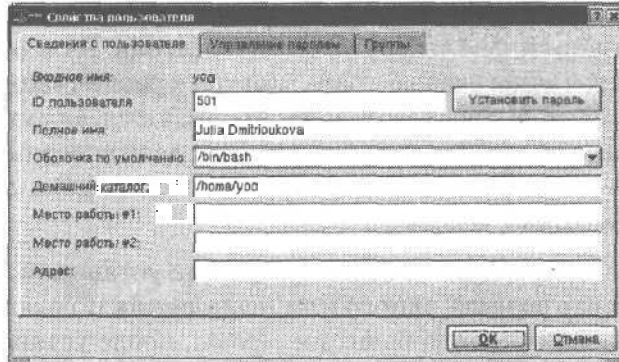 Свойства пользователя
Сведения о пользователе Управление паролем Группы
Входное имя: yoo
ID пользователя 501 Установить пароль
Полное имя: Julia Dmitrioukova
Оболочка по умолчанию: /bin/bash
Домашний каталог: /home/yoo
Место работы #1:
Место работы #2:
Адрес:
OK Отмена